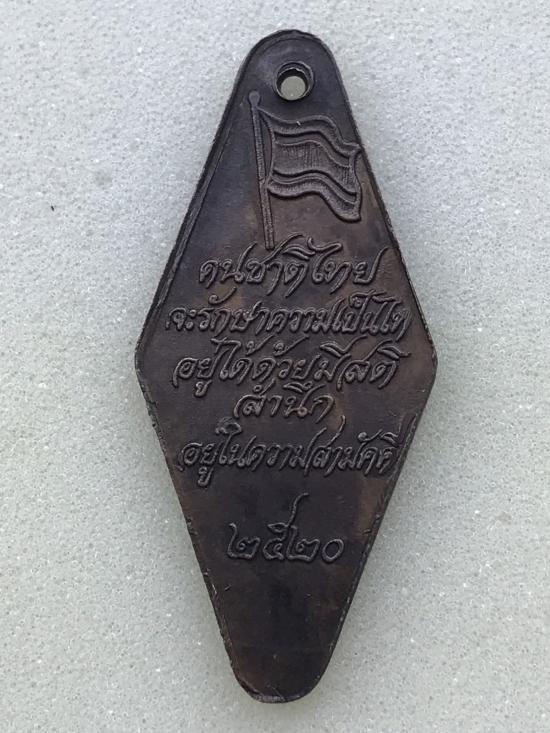 คนชาติไทย
จะรักษาความเป็นไท
อยู่ได้ด้วยมีสติ
สำนึก
อยู่ในความสามัคคี
๒๕๒๐